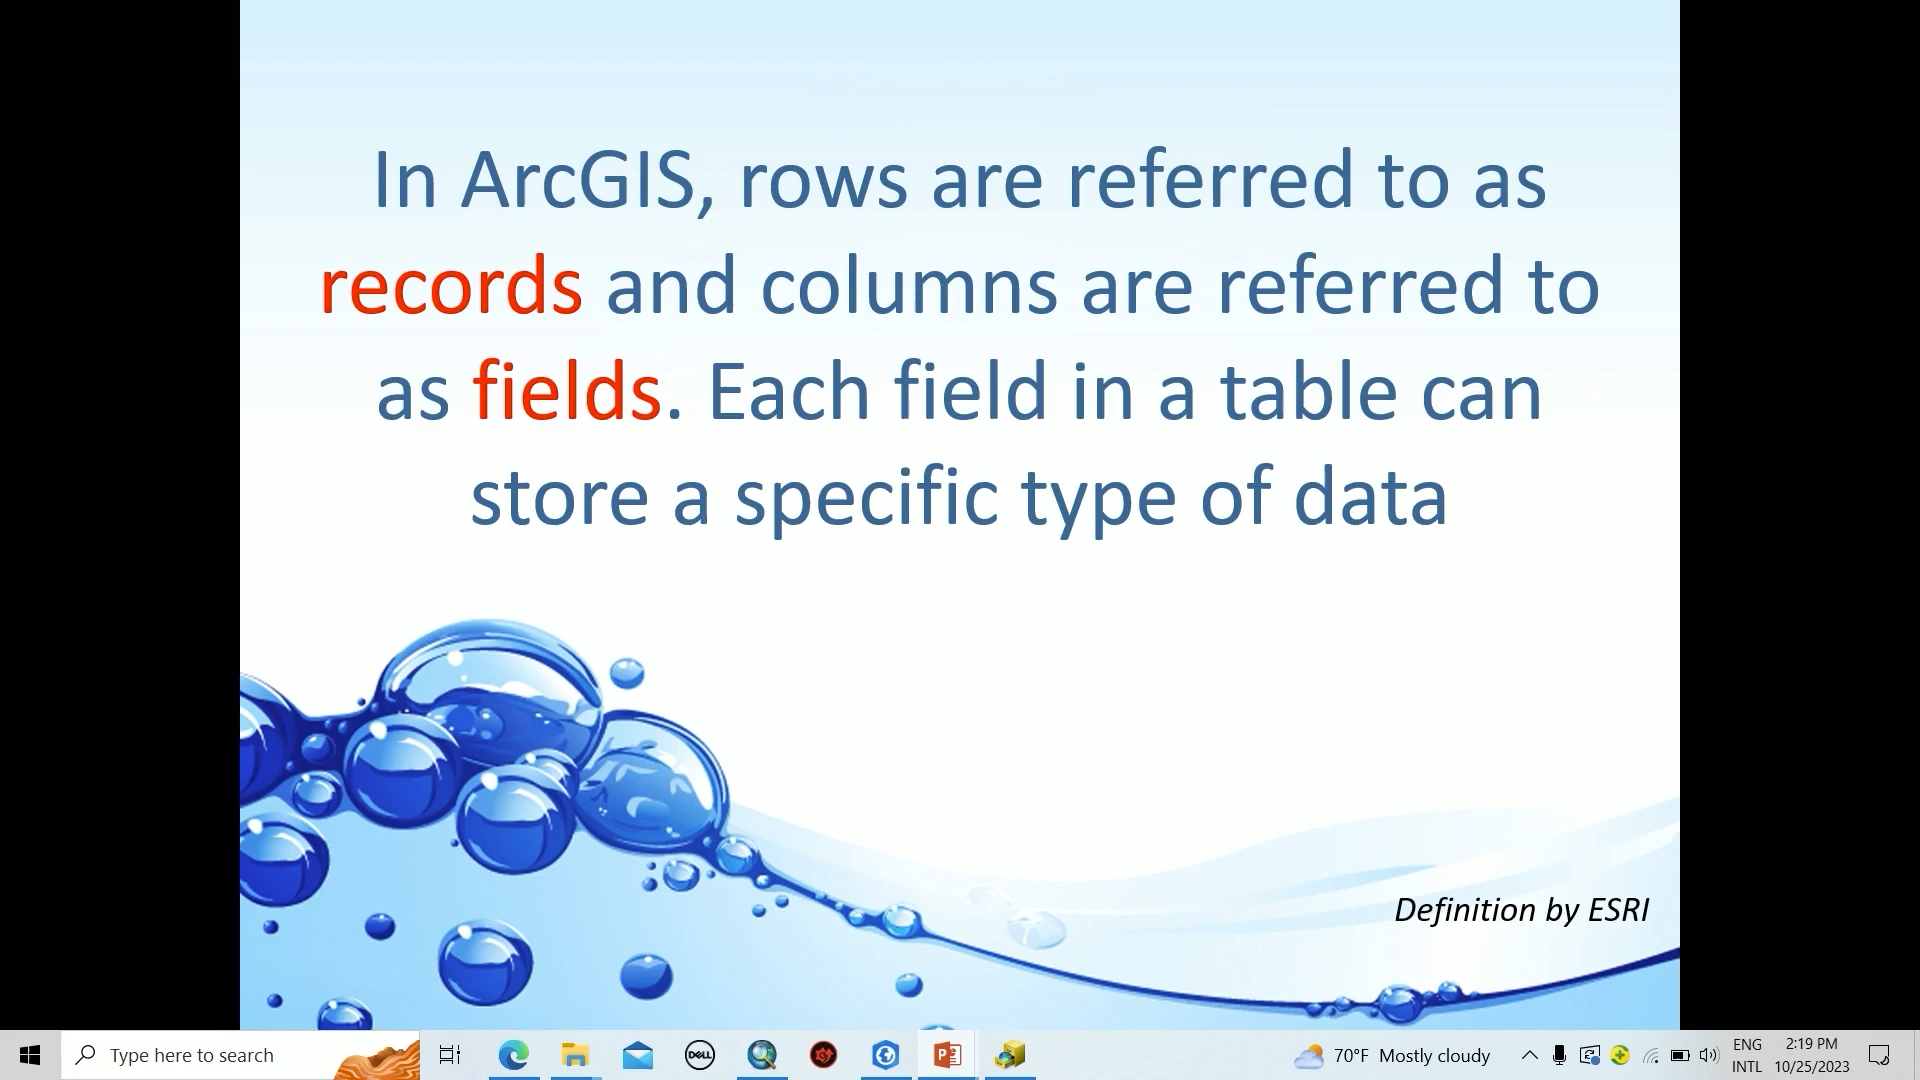 In ArcGIS, rows are referred to as
records and columns are referred to
as fields. Each field in a table can
store a specific type of data
Definition by ESRI
Type here to search
DELL
70°F Mostly cloudy
ENG
INTL
2:19 PM
10/25/2023